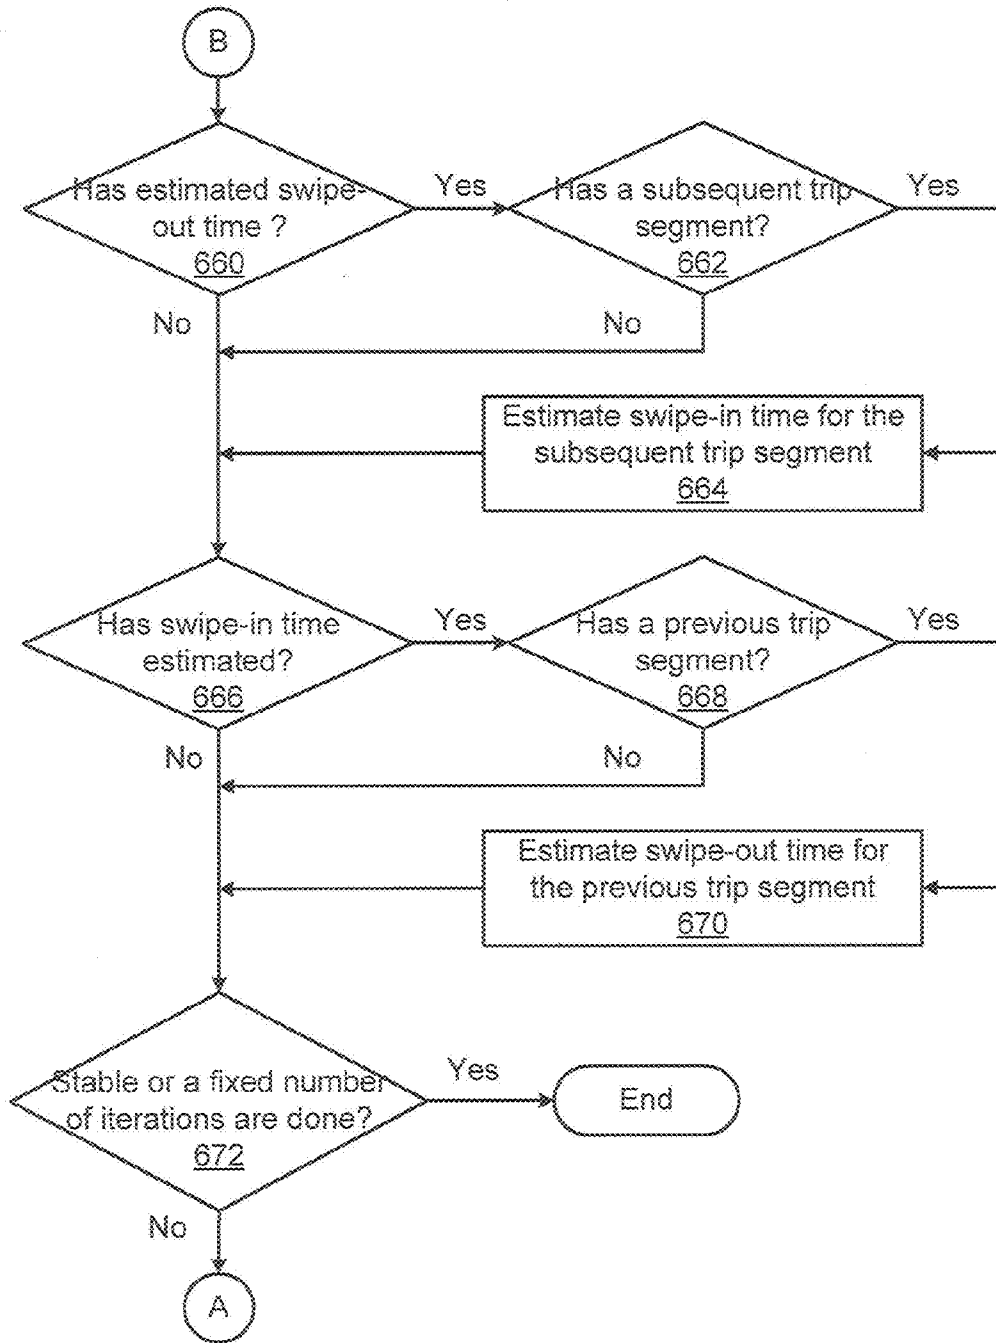 B
Has estimated swipe-
out time ?
660
Yes
Has a subsequent trip
segment?
662
Yes
No
No
Estimate swipe-in time for the
subsequent trip segment
664
Has swipe-in time
estimated?
666
Yes
Has a previous trip
segment?
668
Yes
No
No
Estimate swipe-out time for
the previous trip segment
670
Stable or a fixed number
of iterations are done?
672
Yes
End
No
A